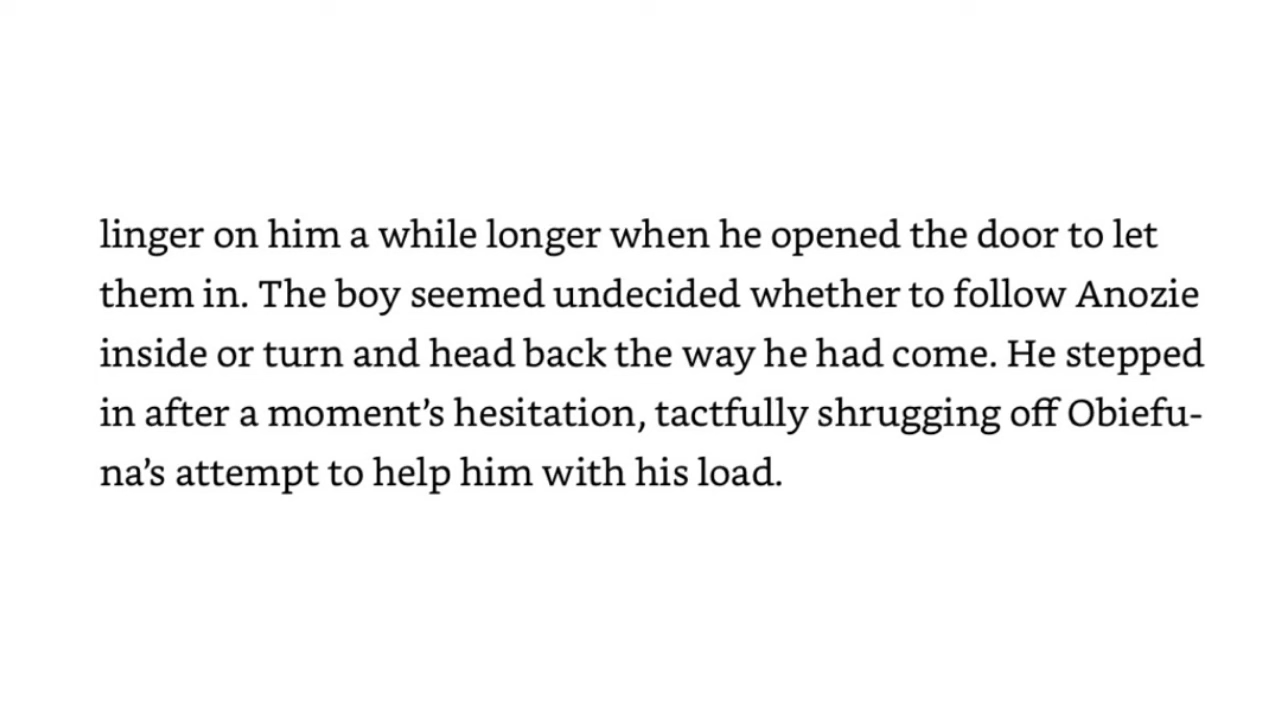 linger on him a while longer when he opened the door to let
them in. The boy seemed undecided whether to follow Anozie
inside or turn and head back the way he had come. He stepped
in after a moment’s hesitation, tactfully shrugging off Obiefu-
na’s attempt to help him with his load.